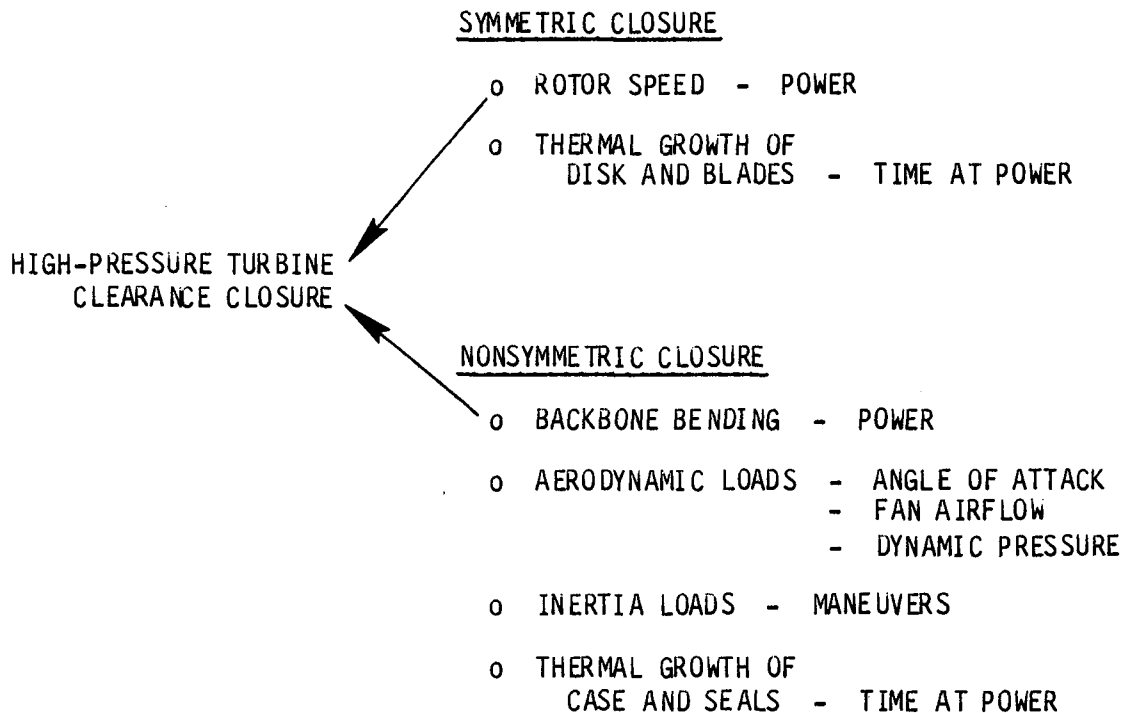 SYMMETRIC CLOSURE
o ROTOR SPEED - POWER
o THERMAL GROWTH OF
DISK AND BLADES - TIME AT POWER
HIGH-PRESSURE TURBINE
CLEARANCE CLOSURE
NONSYMMETRIC CLOSURE
o BACKBONE BENDING - POWER
o AERODYNAMIC LOADS - ANGLE OF ATTACK
- FAN AIRFLOW
- DYNAMIC PRESSURE
o INERTIA LOADS - MANEUVERS
o THERMAL GROWTH OF
CASE AND SEALS - TIME AT POWER